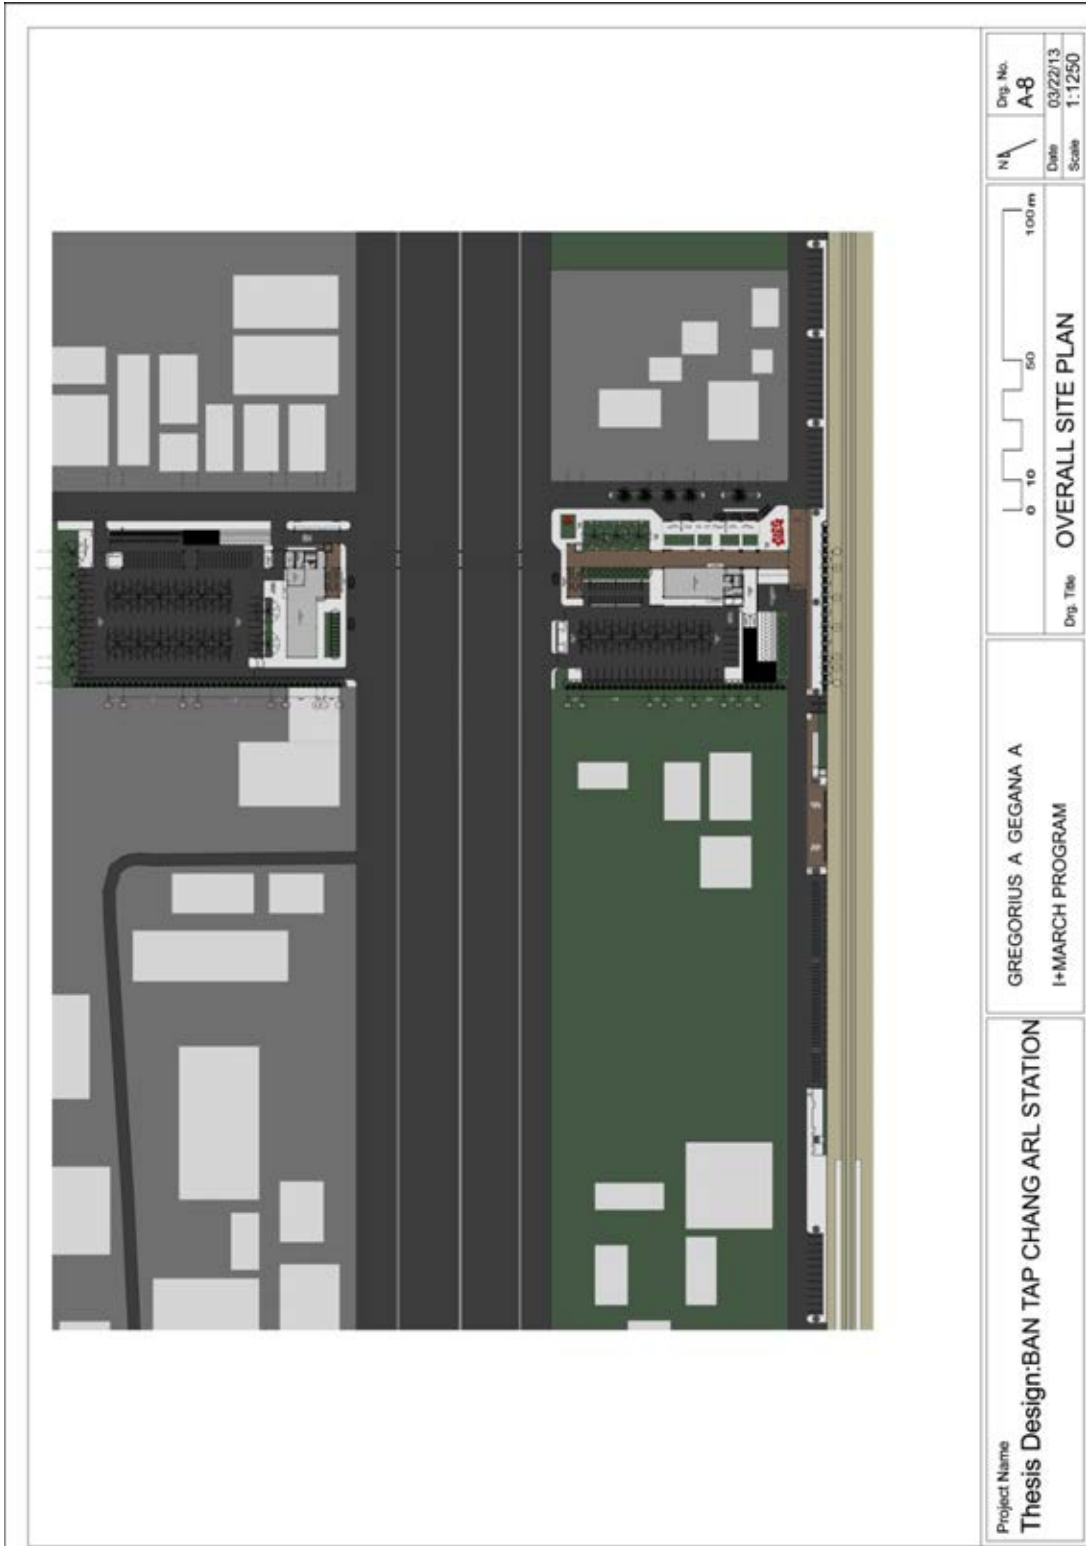 Project Name
Thesis Design:BAN TAP CHANG ARL STATION
GREGORIUS A GEGANA A
I+MARCH PROGRAM
0 10 50 100 m
Drg. Title OVERALL SITE PLAN
N
Drg. No.
A-8
Date 03/22/13
Scale 1:1250